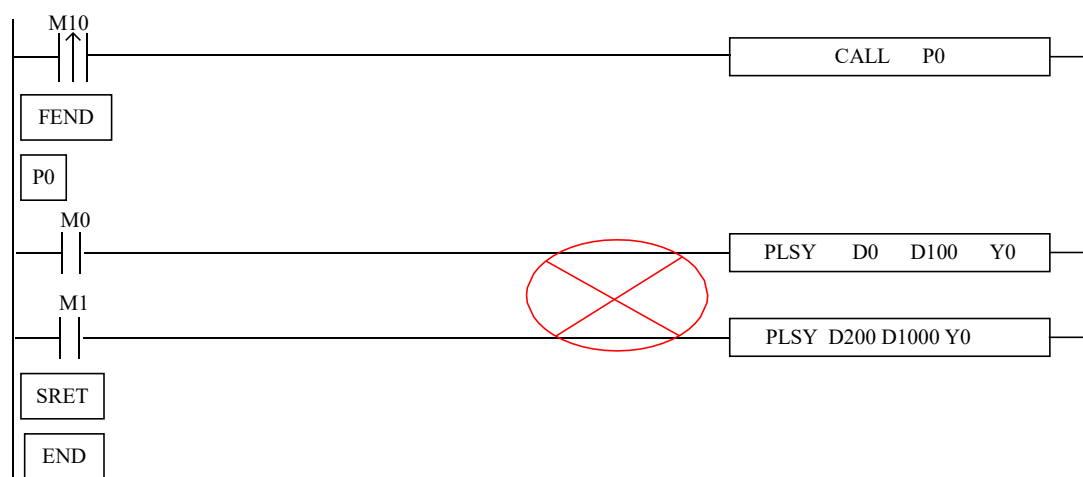 M10
CALL P0
FEND
P0
M0
PLSY D0 D100 Y0
M1
PLSY D200 D1000 Y0
SRET
END